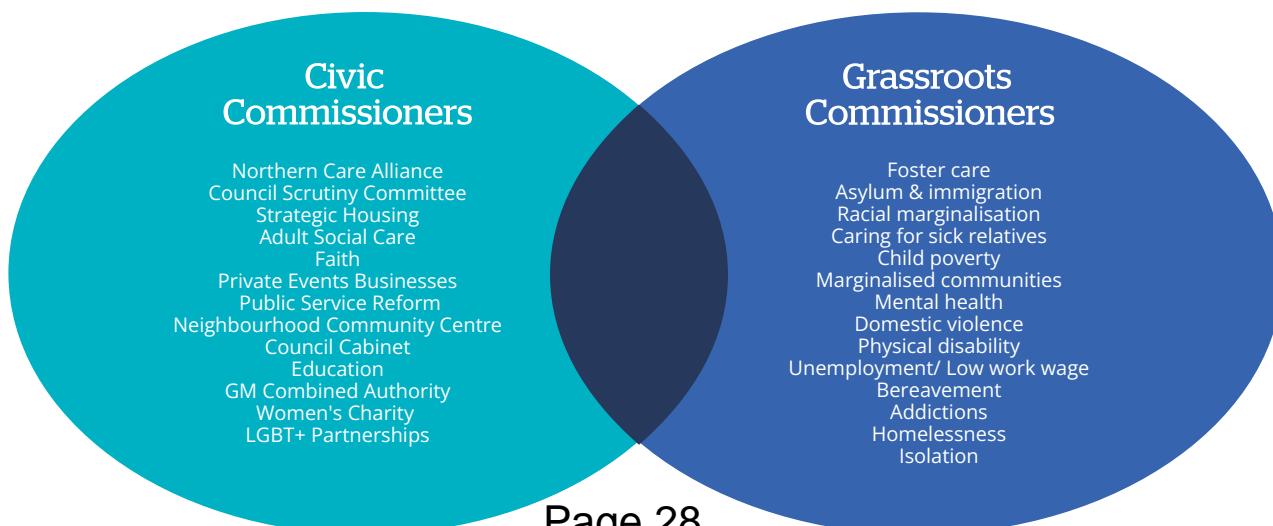 Civic
Commissioners
Northern Care Alliance
Council Scrutiny Committee
Strategic Housing
Adult Social Care
Faith
Private Events Businesses
Public Service Reform
Neighbourhood Community Centre
Council Cabinet
Education
GM Combined Authority
Women's Charity
LGBT+ Partnerships
Grassroots
Commissioners
Foster care
Asylum & immigration
Racial marginalisation
Caring for sick relatives
Child poverty
Marginalised communities
Mental health
Domestic violence
Physical disability
Unemployment/ Low work wage
Bereavement
Addictions
Homelessness
Isolation
Page 28